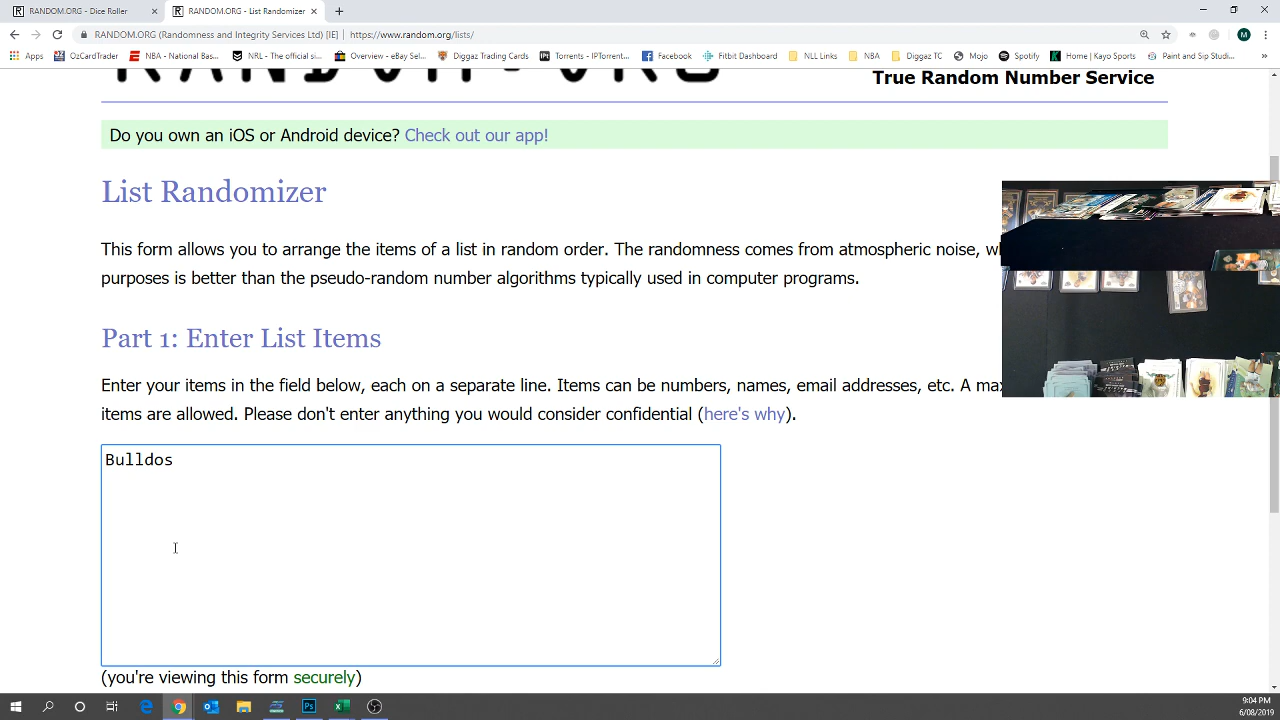 RANDOM.ORG - Dice Roller
RANDOM.ORG - List Randomizer
RANDOM.ORG (Randomness and Integrity Services Ltd) [IE] | https://www.random.org/lists/
M
Apps OzCardTrader NBA - National Bas... NRL - The official si... Overview - eBay Sel... Diggaz Trading Cards Torrents - IPTorrent... Facebook Fitbit Dashboard NLL Links NBA Diggaz TC Mojo Spotify Home | Kayo Sports Paint and Sip Studi... »
RANDOM.ORG
True Random Number Service
Do you own an iOS or Android device? Check out our app!
List Randomizer
This form allows you to arrange the items of a list in random order. The randomness comes from atmospheric noise,
purposes is better than the pseudo-random number algorithms typically used in computer programs.
Part 1: Enter List Items
Enter your items in the field below, each on a separate line. Items can be numbers, names, email addresses, etc. A
items are allowed. Please don't enter anything you would consider confidential (here's why).
Bulldos
(you're viewing this form securely)
9:04 PM
6/08/2019